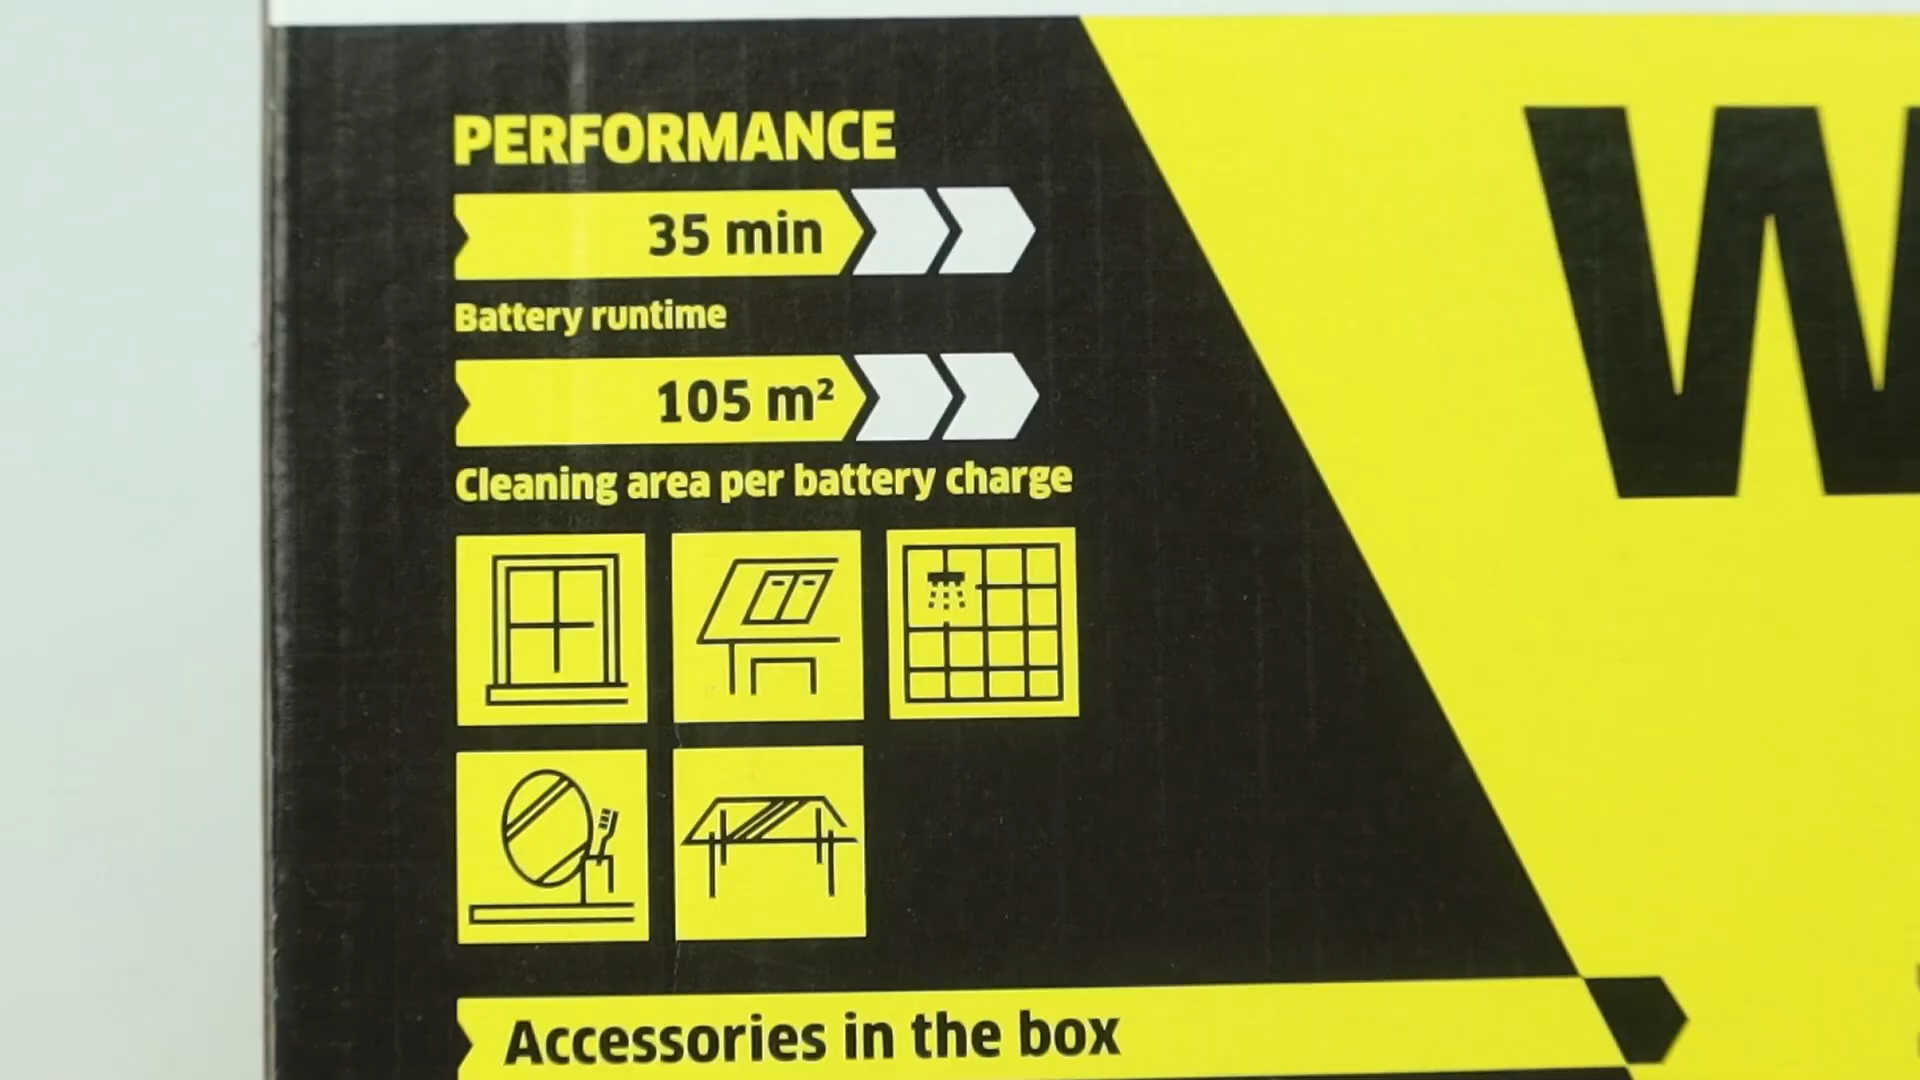 PERFORMANCE
35 min
Battery runtime
105 m²
Cleaning area per battery charge
Accessories in the box
W